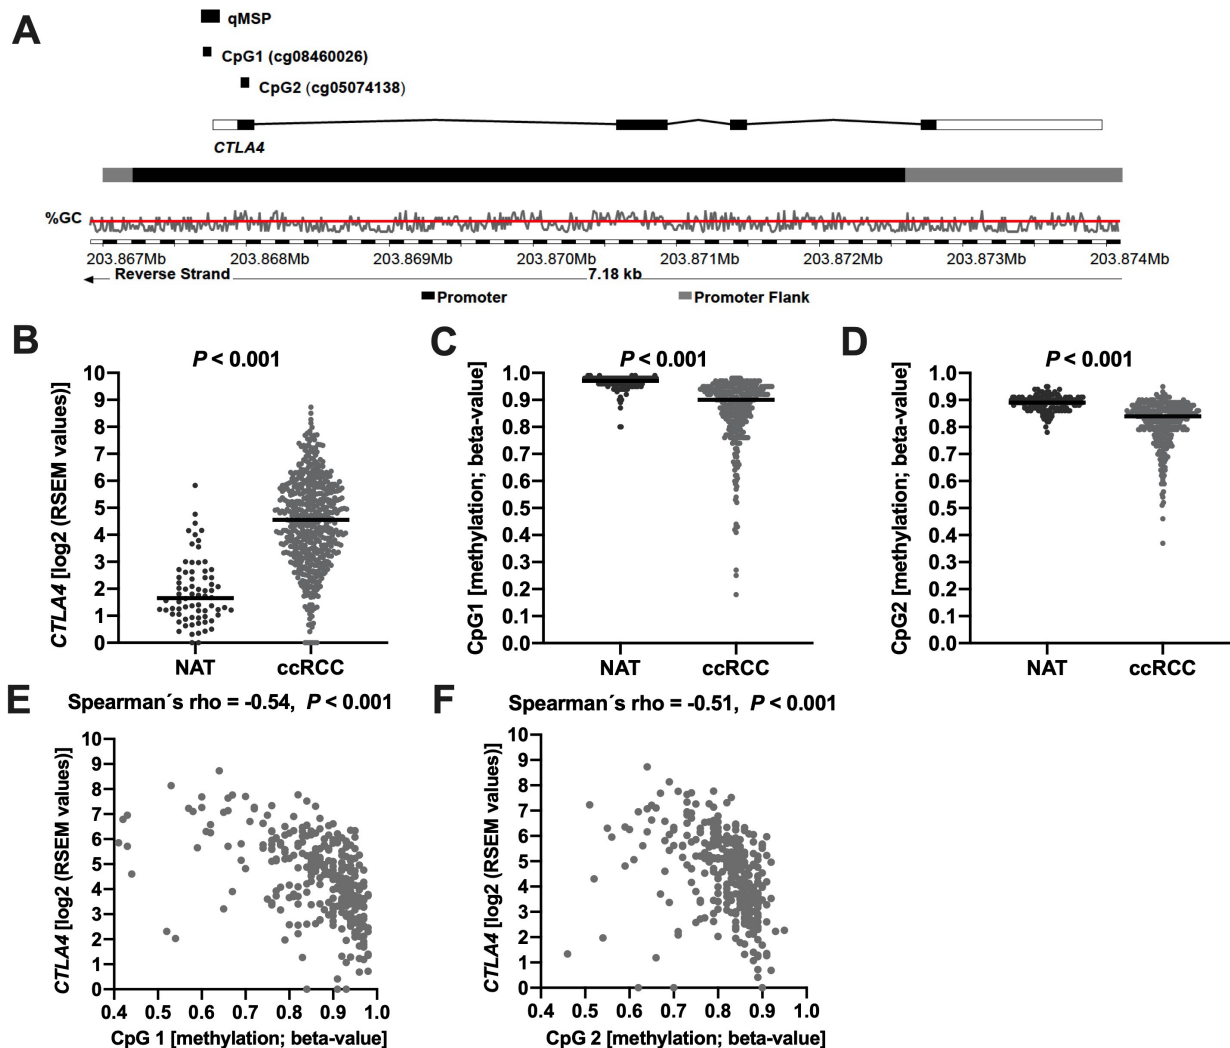 A
qMSP
CpG1 (cg08460026)
CpG2 (cg05074138)
CTLA4
%GC
203.867Mb 203.868Mb 203.869Mb 203.870Mb 203.871Mb 203.872Mb 203.873Mb 203.874Mb
Reverse Strand 7.18 kb
Promoter Promoter Flank
B
P < 0.001
CTLA4 [log2 (RSEM values)]
10
9
8
7
6
5
4
3
2
1
0
NAT ccRCC
C
P < 0.001
CpG1 [methylation; beta-value]
1.0
0.9
0.8
0.7
0.6
0.5
0.4
0.3
0.2
0.1
0.0
NAT ccRCC
D
P < 0.001
CpG2 [methylation; beta-value]
1.0
0.9
0.8
0.7
0.6
0.5
0.4
0.3
0.2
0.1
0.0
NAT ccRCC
E
Spearman´s rho = -0.54, P < 0.001
CTLA4 [log2 (RSEM values)]
10
9
8
7
6
5
4
3
2
1
0
0.4 0.5 0.6 0.7 0.8 0.9 1.0
CpG 1 [methylation; beta-value]
F
Spearman´s rho = -0.51, P < 0.001
CTLA4 [log2 (RSEM values)]
10
9
8
7
6
5
4
3
2
1
0
0.4 0.5 0.6 0.7 0.8 0.9 1.0
CpG 2 [methylation; beta-value]